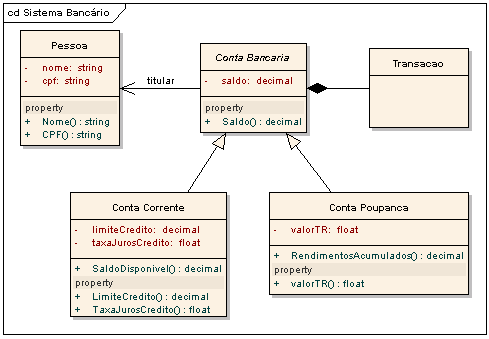 cd Sistema Bancário
Pessoa
- nome: string
- cpf: string
property
+ Nome() : string
+ CPF() : string
titular
Conta Bancaria
- saldo: decimal
property
+ Saldo() : decimal
Transacao
Conta Corrente
- limiteCredito: decimal
- taxaJurosCredito: float
+ SaldoDisponivel() : decimal
property
+ LimiteCredito() : decimal
+ TaxaJurosCredito() : float
Conta Poupanca
- valorTR: float
+ RendimentosAcumulados() : decimal
property
+ valorTR() : float